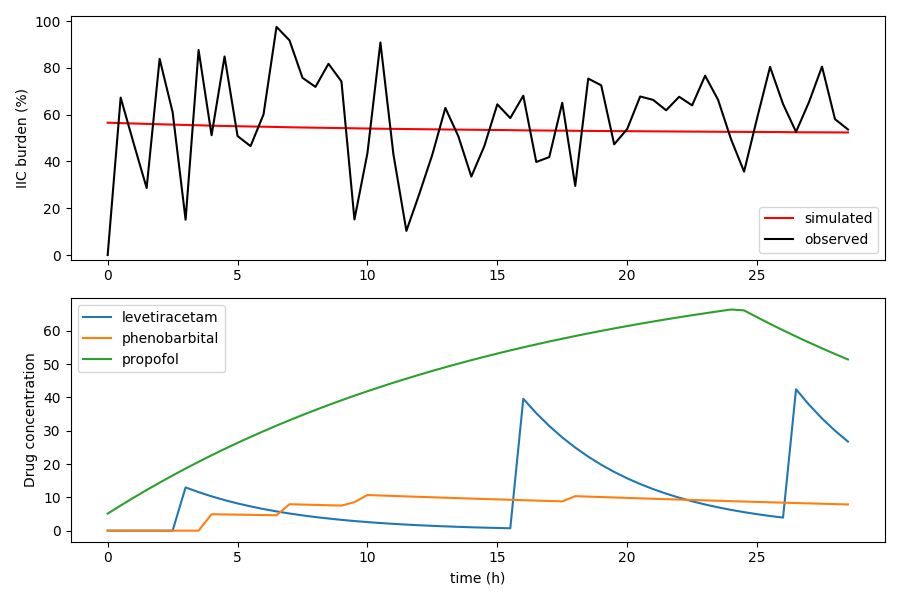 100
80
60
40
20
0
IIC burden (%)
simulated
observed
0 5 10 15 20 25
levetiracetam
phenobarbital
propofol
60
50
40
30
20
10
0
Drug concentration
0 5 10 15 20 25
time (h)